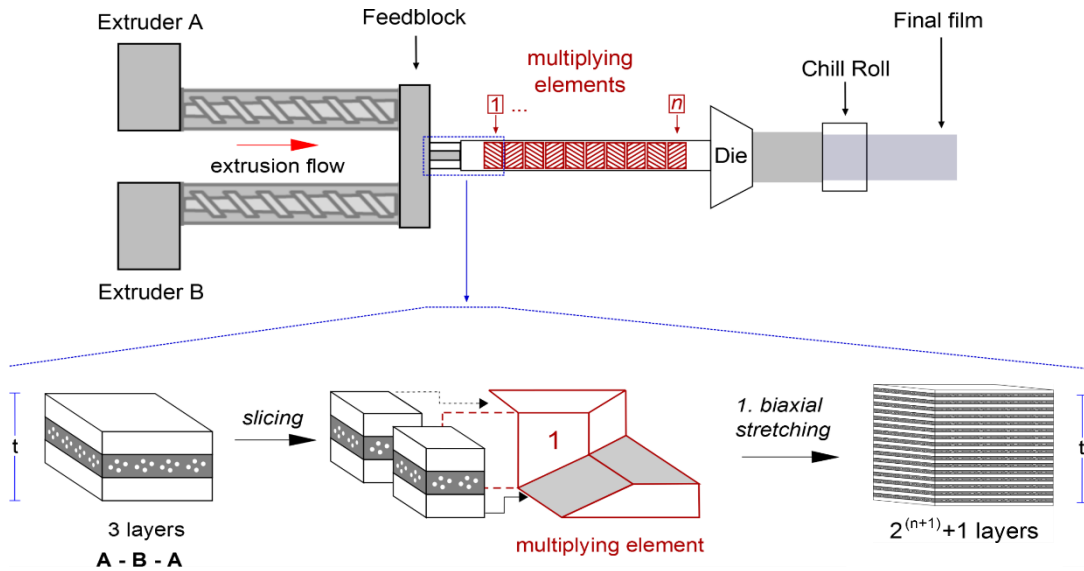 Extruder A
Feedblock
Final film
multiplying
elements
Chill Roll
1 ...
n
extrusion flow
Die
Extruder B
t
slicing
1
1. biaxial
stretching
t
3 layers
A - B - A
multiplying element
2(n+1)+1 layers